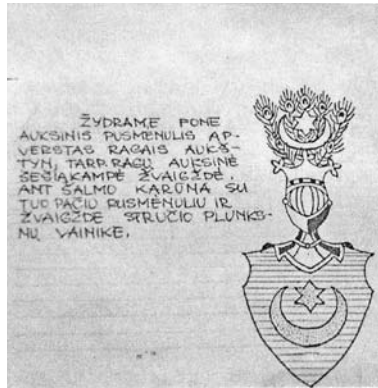 ŽYDRAME PONE
AUKSINIS PUSMĖNULIS AP-
VERSTAS RAGAIS AUKŠ-
TYN, TARP RAGŲ AUKSINĖ
ŠEŠIAKAMPĖ ŽVAIGŽDĖ.
ANT ŠALMO KARŪNA SU
TUO PAČIU PUSMĖNULIU IR
ŽVAIGŽDE STRUČIO PLUNKS-
NŲ VAINIKE.